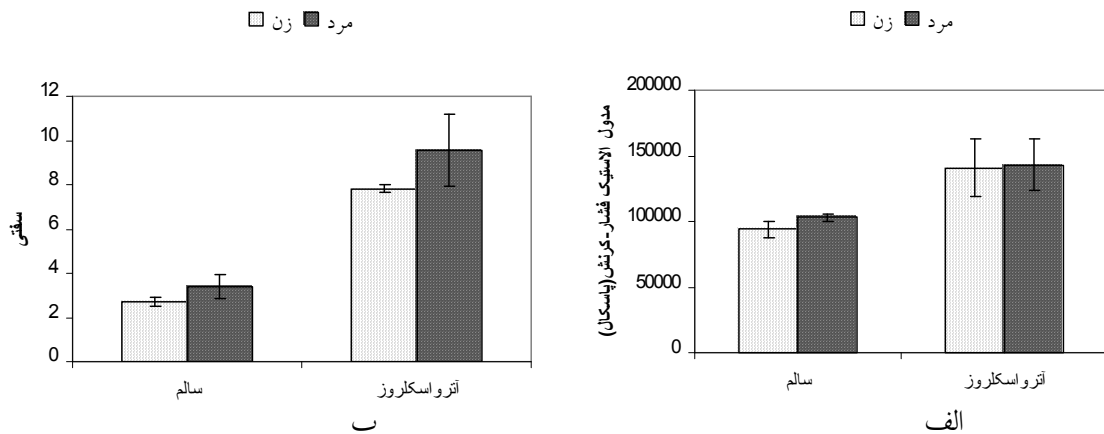 زن مرد
200000
150000
100000
50000
0
مدول الاستیک فشار-کرنش(پاسکال)
سالم آترواسکلروز
الف
زن مرد
12
10
8
6
4
2
0
سفتی
سالم آترواسکلروز
ب